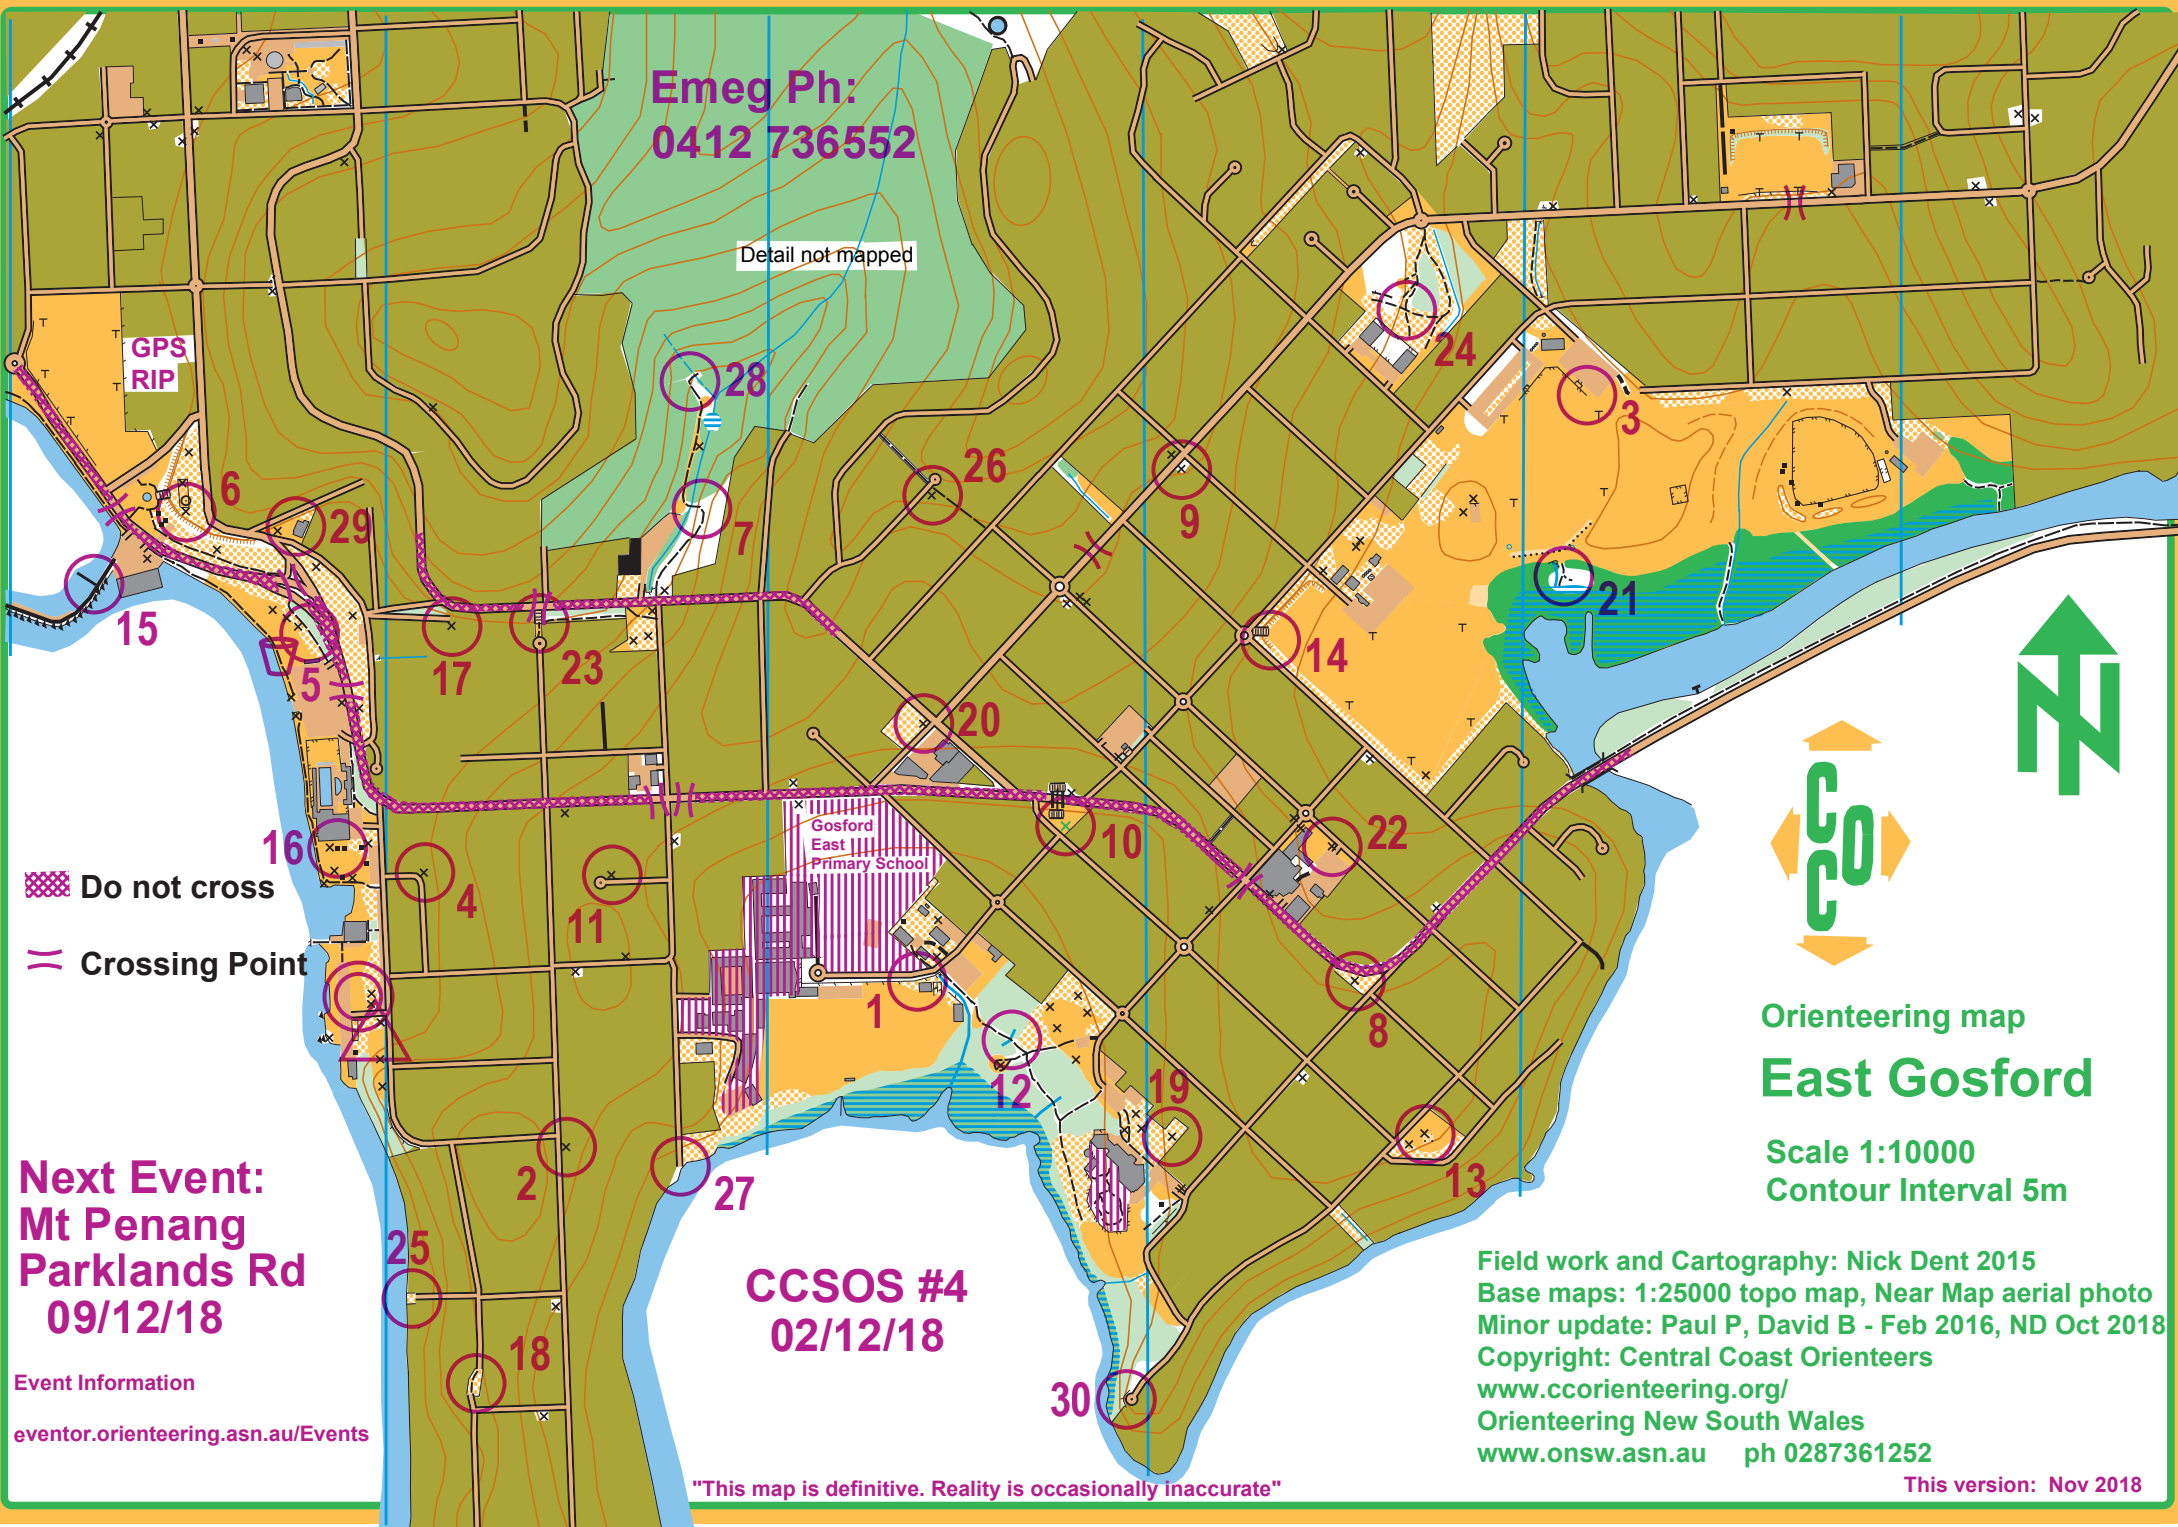 Emeg Ph:
0412 736552
Detail not mapped
GPS
RIP
28
24
3
26
6
29
7
9
15
5
17
23
14
21
20
16
4
11
10
22
Gosford
East
Primary School
Do not cross
Crossing Point
1
12
8
19
13
2
27
25
18
30
N
C
O
C
Orienteering map
East Gosford
Scale 1:10000
Contour Interval 5m
Next Event:
Mt Penang
Parklands Rd
09/12/18
Event Information
eventor.orienteering.asn.au/Events
CCSOS #4
02/12/18
Field work and Cartography: Nick Dent 2015
Base maps: 1:25000 topo map, Near Map aerial photo
Minor update: Paul P, David B - Feb 2016, ND Oct 2018
Copyright: Central Coast Orienteers
www.ccorienteering.org/
Orienteering New South Wales
www.onsw.asn.au ph 0287361252
"This map is definitive. Reality is occasionally inaccurate"
This version: Nov 2018